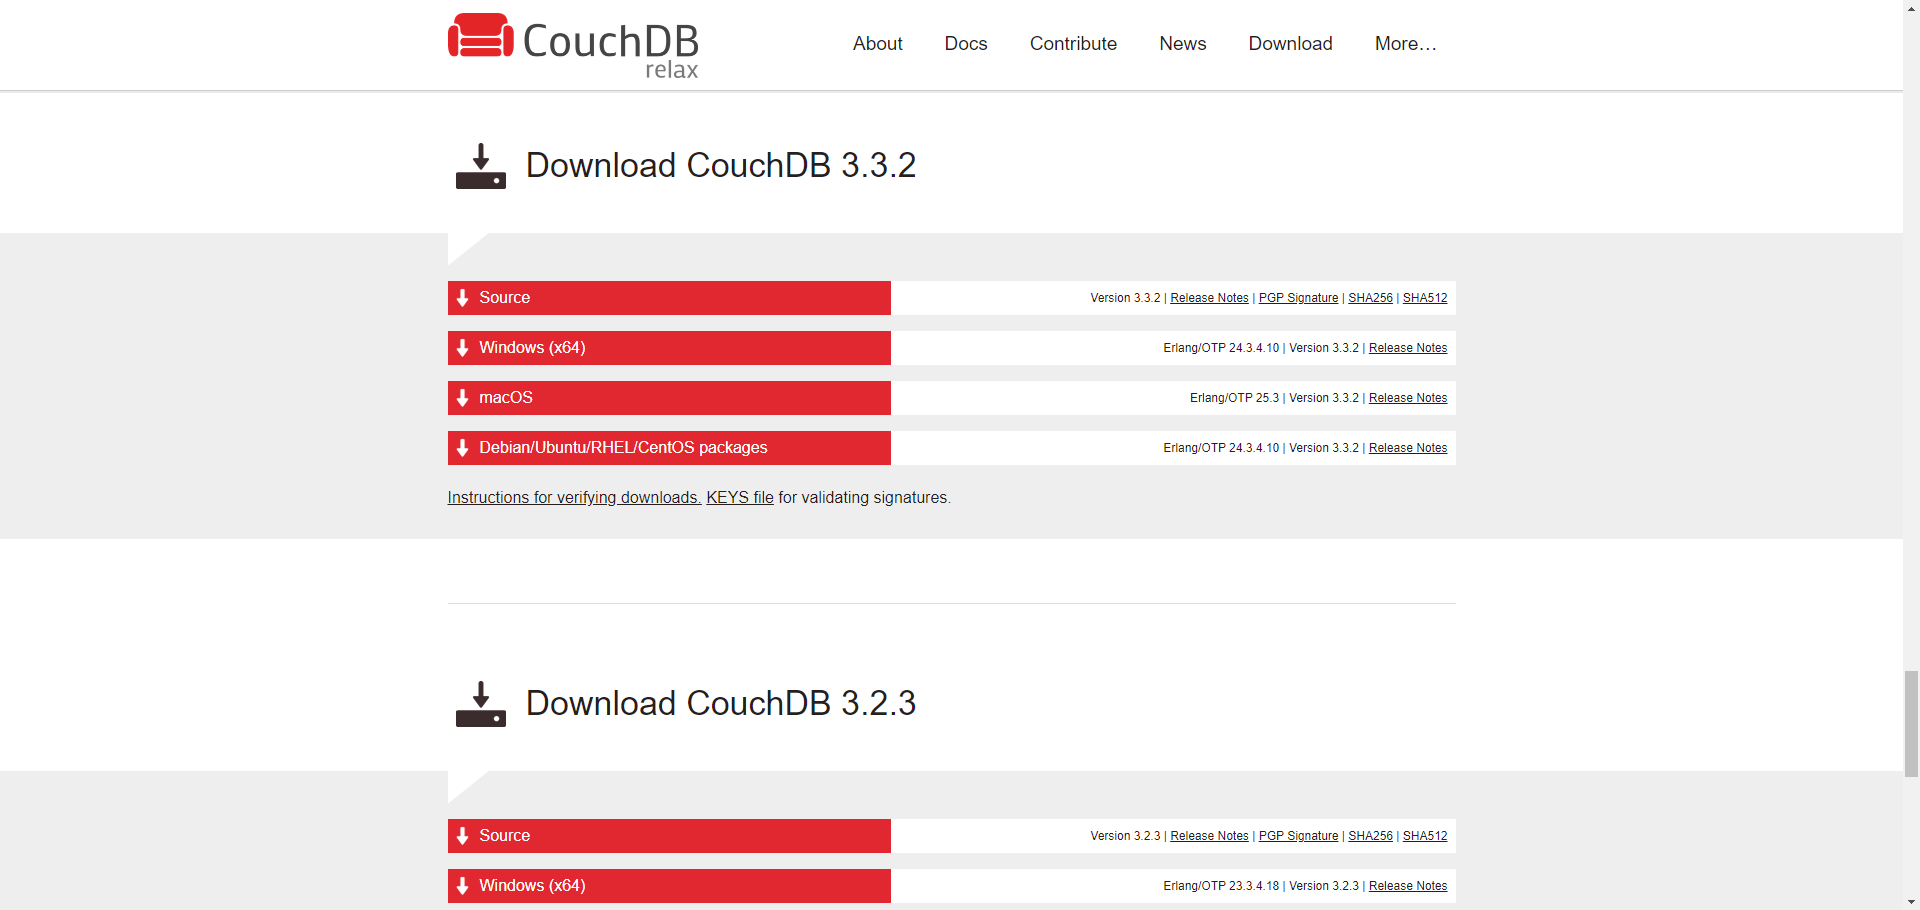 CouchDB
relax
About Docs Contribute News Download More…
Download CouchDB 3.3.2
Source Version 3.3.2 | Release Notes | PGP Signature | SHA256 | SHA512
Windows (x64) Erlang/OTP 24.3.4.10 | Version 3.3.2 | Release Notes
macOS Erlang/OTP 25.3 | Version 3.3.2 | Release Notes
Debian/Ubuntu/RHEL/CentOS packages Erlang/OTP 24.3.4.10 | Version 3.3.2 | Release Notes
Instructions for verifying downloads. KEYS file for validating signatures.
Download CouchDB 3.2.3
Source Version 3.2.3 | Release Notes | PGP Signature | SHA256 | SHA512
Windows (x64) Erlang/OTP 23.3.4.18 | Version 3.2.3 | Release Notes